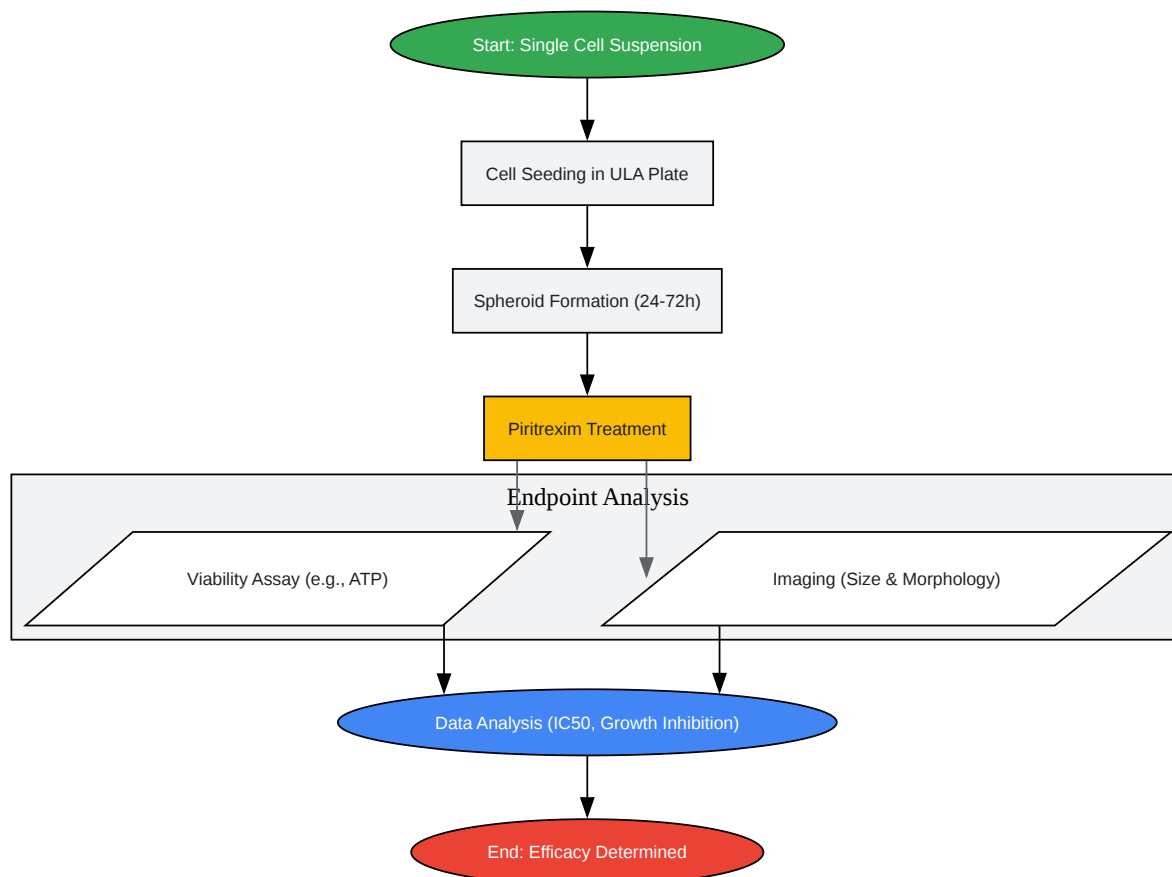 Start: Single Cell Suspension
Cell Seeding in ULA Plate
Spheroid Formation (24-72h)
Piritrexim Treatment
Endpoint Analysis
Viability Assay (e.g., ATP)
Imaging (Size & Morphology)
Data Analysis (IC50, Growth Inhibition)
End: Efficacy Determined